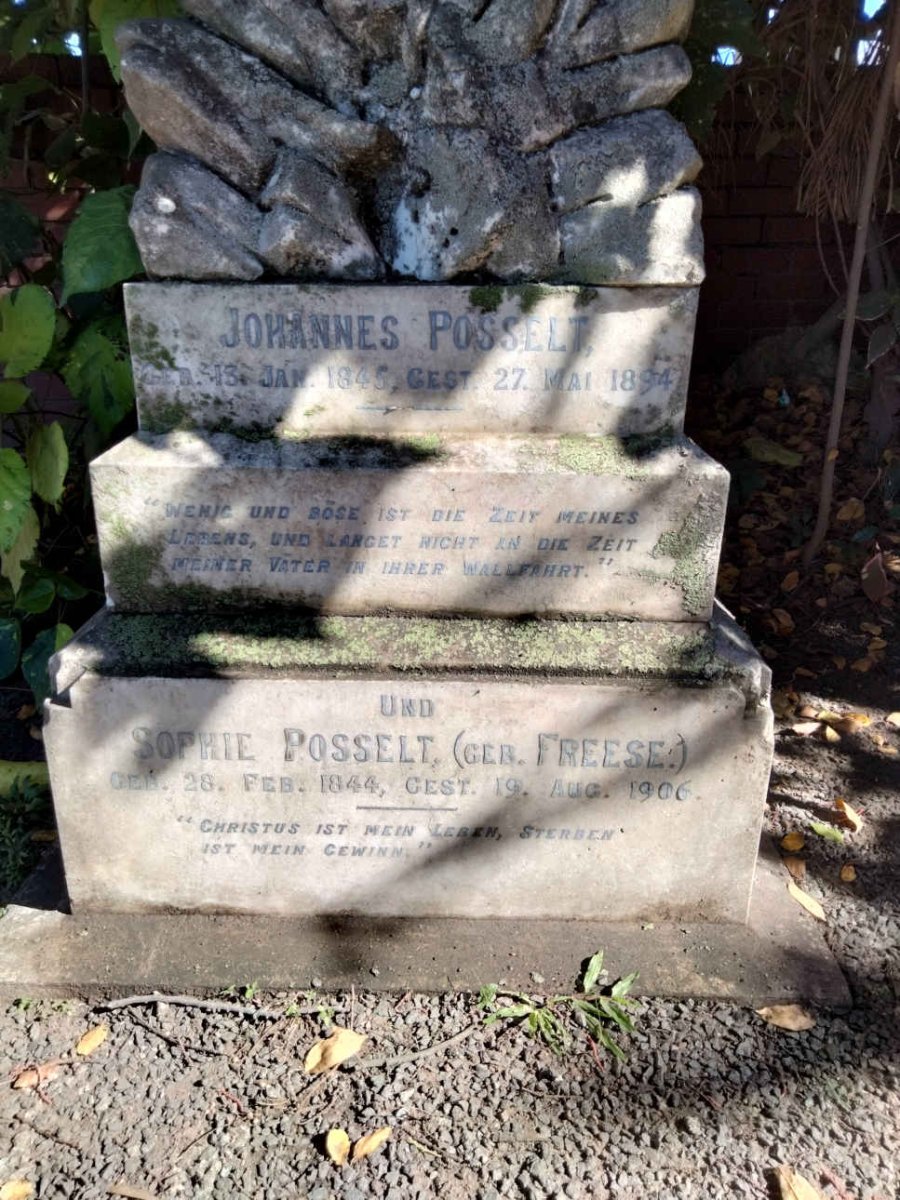 JOHANNES POSSELT,
GEB. 13. JAN. 1845, GEST. 27. MAI 1894
"WENIG UND BÖSE IST DIE ZEIT MEINES
LEBENS, UND LANGET NICHT AN DIE ZEIT
MEINER VÄTER IN IHRER WALLFAHRT."
UND
SOPHIE POSSELT, (GEB. FREESE.)
GEB. 28. FEB. 1844, GEST. 19. AUG. 1906.
"CHRISTUS IST MEIN LEBEN, STERBEN
IST MEIN GEWINN."